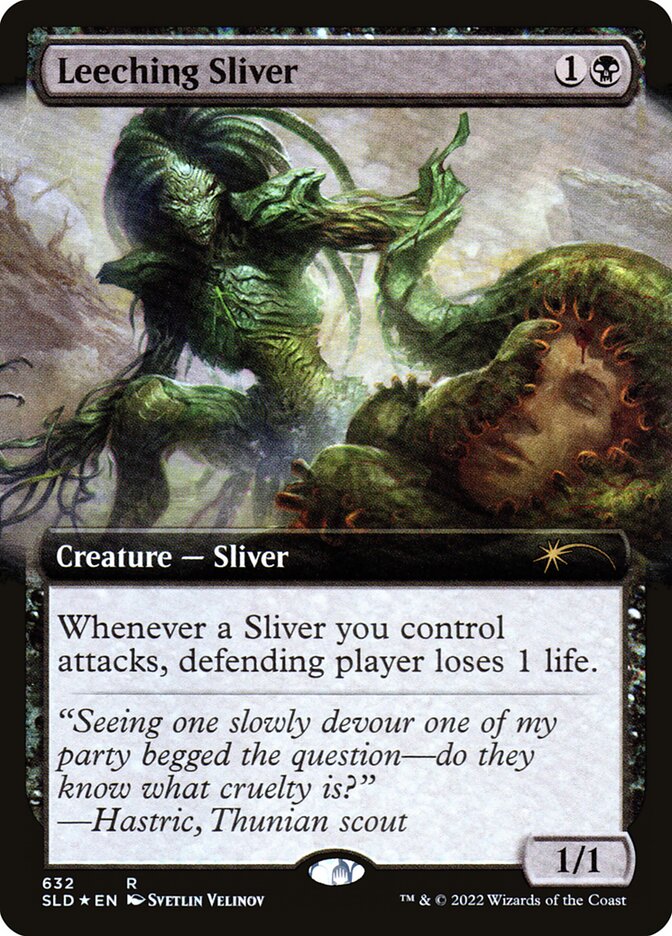 Leeching Sliver 1
Creature — Sliver
Whenever a Sliver you control
attacks, defending player loses 1 life.
“Seeing one slowly devour one of my
party begged the question—do they
know what cruelty is?”
—Hastric, Thunian scout
1/1
632 R
SLD★EN Svetlin Velinov
™ & © 2022 Wizards of the Coast